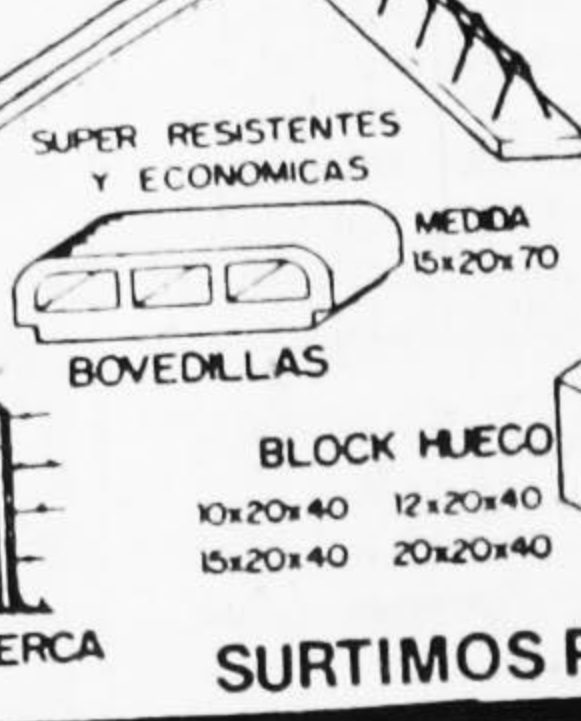 SUPER RESISTENTES
Y ECONOMICAS
MEDIDA
15x20x70
BOVEDILLAS
BLOCK HUECO
10x20x40 12x20x40
15x20x40 20x20x40
ERCA
SURTIMOS